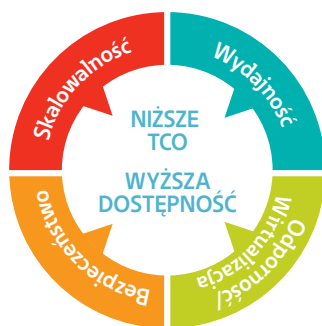 Skalowalność
Wydajność
NIŻSZE
TCO
WYŻSZA
DOSTĘPNOŚĆ
Bezpieczeństwo
Odporność/
Wirtualizacja